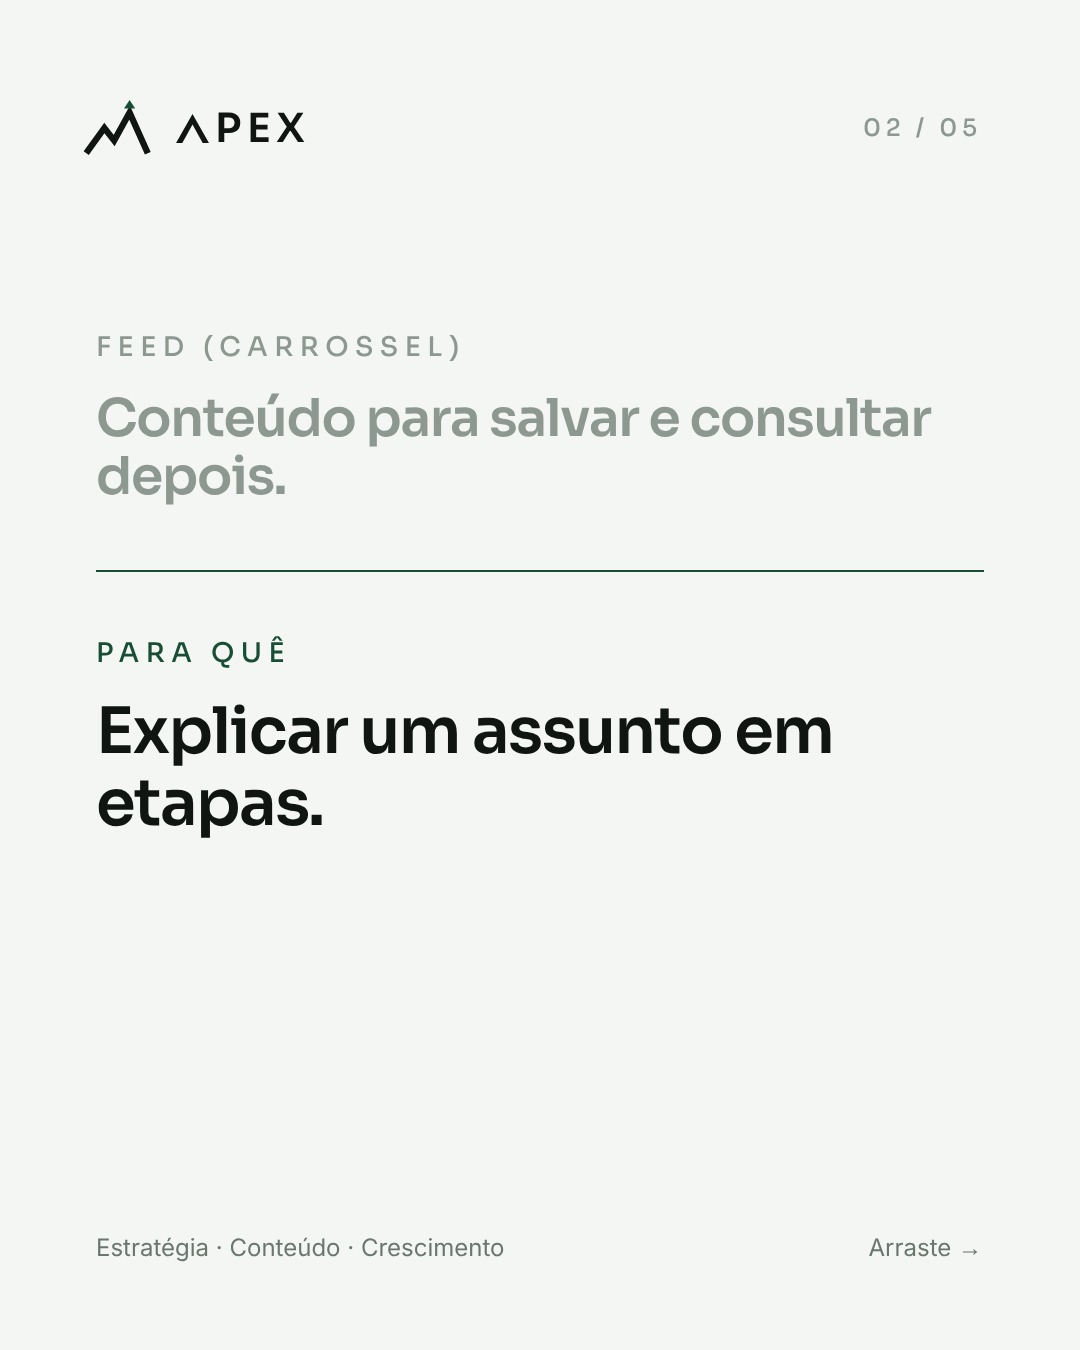 APEX
02 / 05
FEED (CARROSSEL)
Conteúdo para salvar e consultar
depois.
PARA QUÊ
Explicar um assunto em
etapas.
Estratégia · Conteúdo · Crescimento
Arraste →